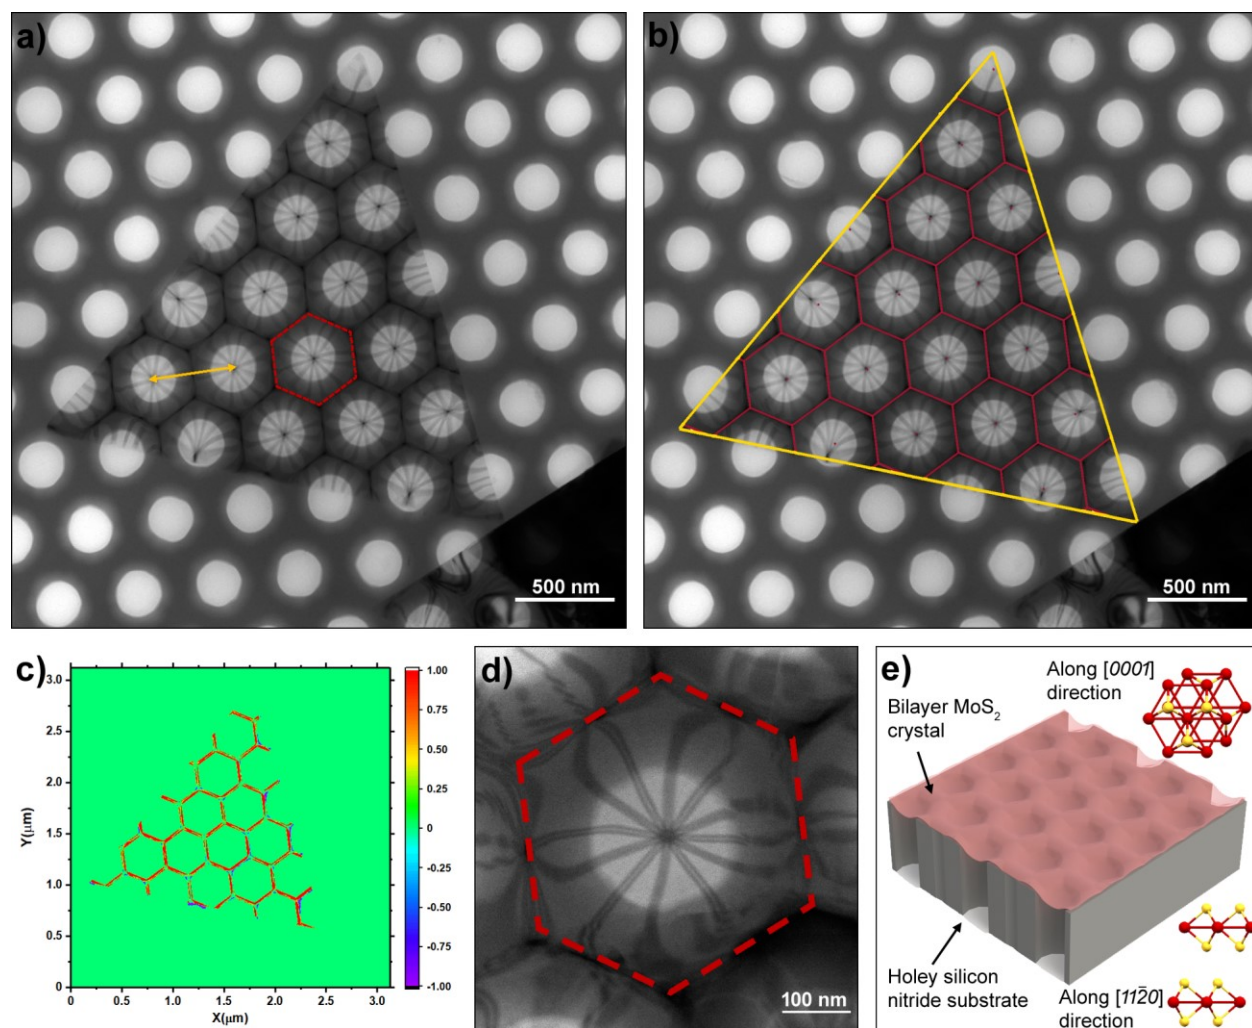 a)
500 nm
b)
500 nm
c)
3.0
2.5
2.0
1.5
1.0
0.5
0
Y(μm)
0
0.5
1.0
1.5
2.0
2.5
3.0
X(μm)
1.00
0.75
0.50
0.25
0
-0.25
-0.50
-0.75
-1.00
d)
100 nm
e)
Along [0001]
direction
Bilayer MoS₂
crystal
Holey silicon
nitride substrate
Along [112̄0]
direction